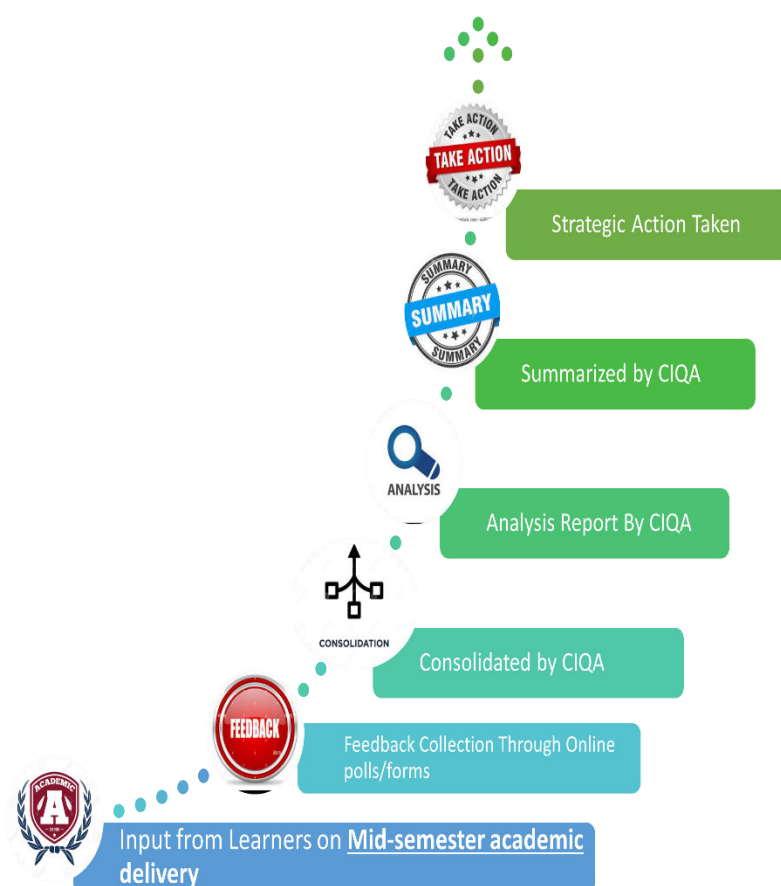 TAKE ACTION
TAKE ACTION
TAKE ACTION
Strategic Action Taken
SUMMARY
SUMMARY
SUMMARY
Summarized by CIQA
ANALYSIS
Analysis Report By CIQA
CONSOLIDATION
Consolidated by CIQA
FEEDBACK
Feedback Collection Through Online
polls/forms
ACADEMIC
A
Input from Learners on Mid-semester academic
delivery